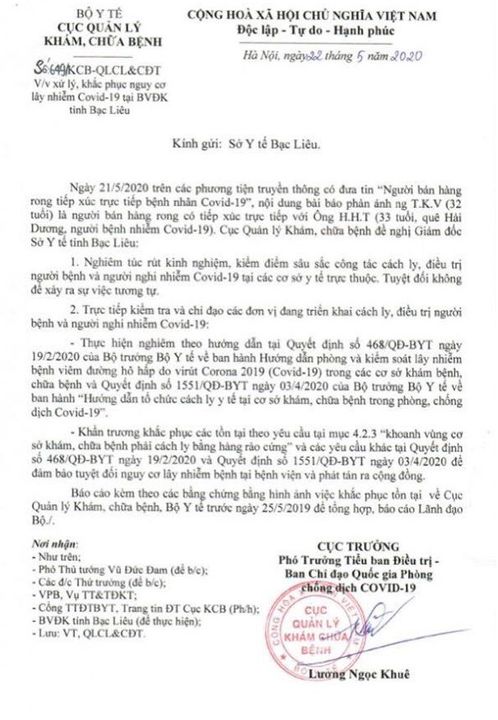 BỘ Y TẾ
CỤC QUẢN LÝ
KHÁM, CHỮA BỆNH
CỘNG HOÀ XÃ HỘI CHỦ NGHĨA VIỆT NAM
Độc lập - Tự do - Hạnh phúc
Số:649/KCB-QLCL&CĐT
V/v xử lý, khắc phục nguy cơ
lây nhiễm Covid-19 tại BVĐK
tỉnh Bạc Liêu
Hà Nội, ngày 22 tháng 5 năm 2020
Kính gửi: Sở Y tế Bạc Liêu.
Ngày 21/5/2020 trên các phương tiện truyền thông có đưa tin “Người bán hàng
rong tiếp xúc trực tiếp bệnh nhân Covid-19”, nội dung bài báo phản ánh ng T.K.V (32
tuổi) là người bán hàng rong có tiếp xúc trực tiếp với Ông H.H.T (33 tuổi, quê Hải
Dương, người bệnh nhiễm Covid-19). Cục Quản lý Khám, chữa bệnh đề nghị Giám đốc
Sở Y tế tỉnh Bạc Liêu:
1. Nghiêm túc rút kinh nghiệm, kiểm điểm sâu sắc công tác cách ly, điều trị
người bệnh và người nghi nhiễm Covid-19 tại các cơ sở y tế trực thuộc. Tuyệt đối không
để xảy ra sự việc tương tự.
2. Trực tiếp kiểm tra và chỉ đạo các đơn vị đang triển khai cách ly, điều trị người
bệnh và người nghi nhiễm Covid-19:
- Thực hiện nghiêm theo hướng dẫn tại Quyết định số 468/QĐ-BYT ngày
19/2/2020 của Bộ trưởng Bộ Y tế về ban hành Hướng dẫn phòng và kiểm soát lây nhiễm
bệnh viêm đường hô hấp do virút Corona 2019 (Covid-19) trong các cơ sở khám,
chữa bệnh và Quyết định số 1551/QĐ-BYT ngày 03/4/2020 của Bộ trưởng Bộ Y tế về
ban hành “Hướng dẫn tổ chức cách ly y tế tại cơ sở khám, chữa bệnh trong phòng, chống
dịch Covid-19”.
- Khẩn trương khắc phục các tồn tại theo yêu cầu tại mục 4.2.3 “khoanh vùng cơ
sở khám, chữa bệnh phải cách ly bằng hàng rào cứng” và các yêu cầu khác tại Quyết định
số 468/QĐ-BYT ngày 19/2/2020 và Quyết định số 1551/QĐ-BYT ngày 03/4/2020 để
đảm bảo tuyệt đối nguy cơ lây nhiễm tại bệnh viện và phát tán ra cộng đồng.
Báo cáo kèm theo các bằng chứng bằng hình ảnh việc khắc phục tồn tại về Cục
Quản lý Khám, chữa bệnh, Bộ Y tế trước ngày 25/5/2019 để tổng hợp, báo cáo Lãnh đạo
Bộ./.
Nơi nhận:
- Như trên;
- Phó Thủ tướng Vũ Đức Đam (để b/c);
- Các đ/c Thứ trưởng (để b/c);
- VPB, Vụ TT&TĐKT;
- Cổng TTĐTBYT, Trang tin ĐT Cục KCB (Ph/h);
- BVĐK tỉnh Bạc Liêu (để thực hiện);
- Lưu: VT, QLCL&CĐT.
CỤC TRƯỞNG
Phó Trưởng Tiểu ban Điều trị -
Ban Chỉ đạo Quốc gia Phòng
chống dịch COVID-19
CỤC
QUẢN LÝ
KHÁM CHỮA
BỆNH
BỘ Y TẾ
Lương Ngọc Khuê